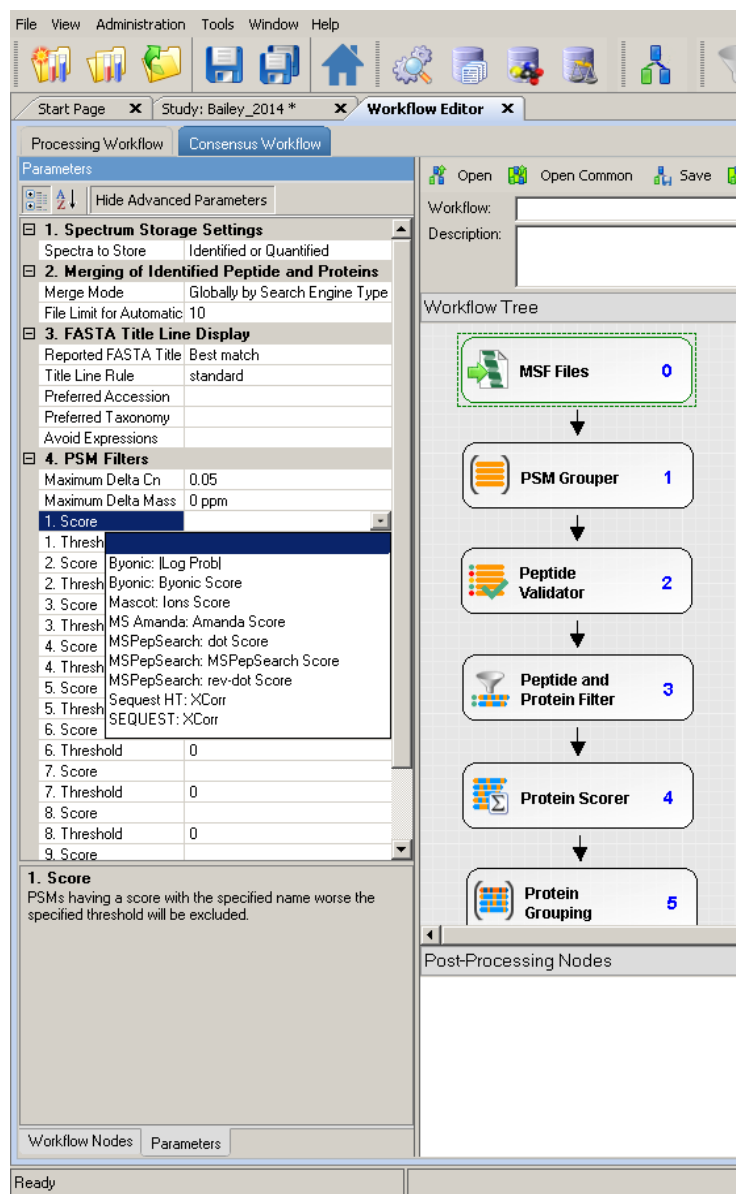 File View Administration Tools Window Help
Start Page X Study: Bailey_2014 * X Workflow Editor X
Processing Workflow Consensus Workflow
Parameters
A Z Hide Advanced Parameters
1. Spectrum Storage Settings
Spectra to Store Identified or Quantified
2. Merging of Identified Peptide and Proteins
Merge Mode Globally by Search Engine Type
File Limit for Automatic 10
3. FASTA Title Line Display
Reported FASTA Title Best match
Title Line Rule standard
Preferred Accession
Preferred Taxonomy
Avoid Expressions
4. PSM Filters
Maximum Delta Cn 0.05
Maximum Delta Mass 0 ppm
1. Score
1. Thresh
2. Score Byonic: |Log Prob|
2. Thresh Byonic: Byonic Score
3. Score Mascot: Ions Score
3. Thresh MS Amanda: Amanda Score
4. Score MSPepSearch: dot Score
4. Thresh MSPepSearch: MSPepSearch Score
5. Score MSPepSearch: rev-dot Score
5. Thresh Sequest HT: XCorr
6. Score SEQUEST: XCorr
6. Threshold 0
7. Score
7. Threshold 0
8. Score
8. Threshold 0
9. Score
1. Score
PSMs having a score with the specified name worse the
specified threshold will be excluded.
Workflow Nodes Parameters
Ready
Open Open Common Save
Workflow:
Description:
Workflow Tree
MSF Files 0
PSM Grouper 1
Peptide
Validator 2
Peptide and
Protein Filter 3
Protein Scorer 4
Protein
Grouping 5
Post-Processing Nodes